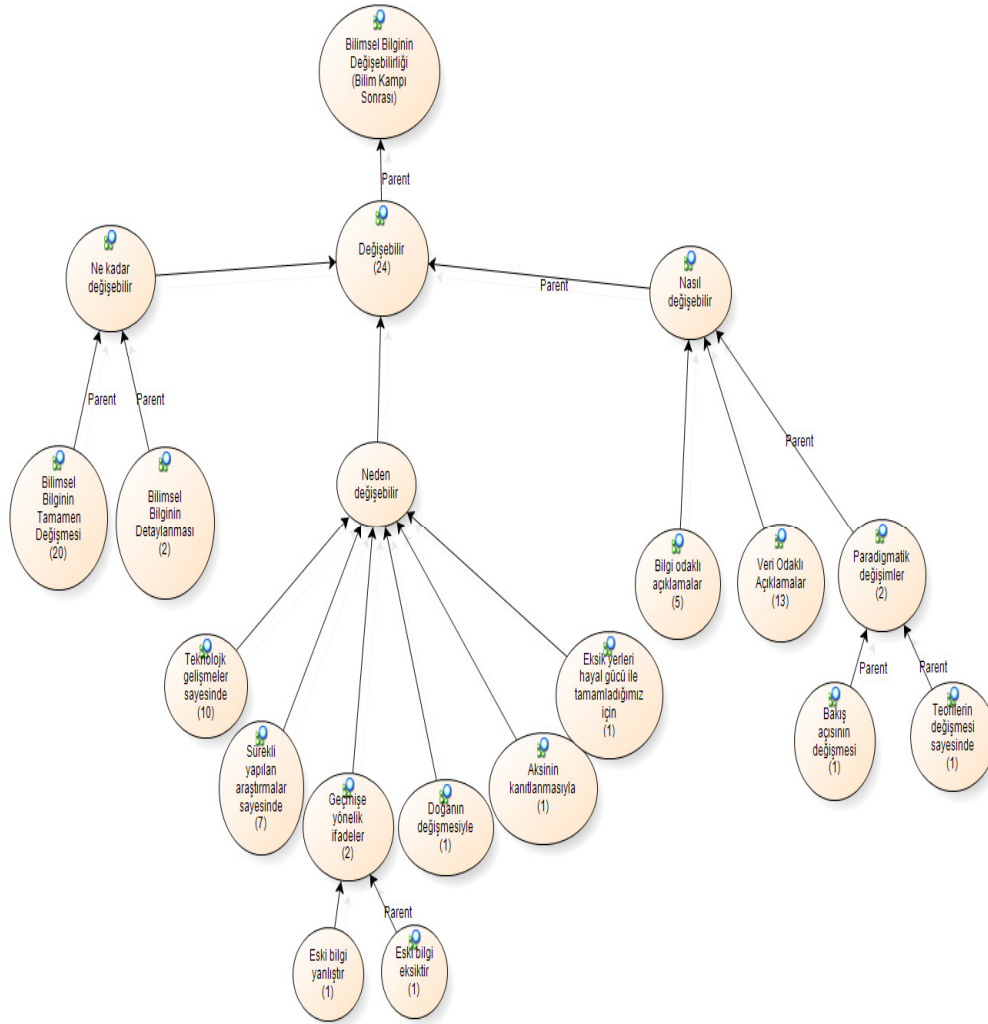 Bilimsel Bilginin
Değişebilirliği
(Bilim Kampı
Sonrası)
Parent
Değişebilir
(24)
Ne kadar
değişebilir
Nasıl
değişebilir
Parent
Parent
Parent
Parent
Bilimsel
Bilginin
Tamamen
Değişmesi
(20)
Bilimsel
Bilginin
Detaylanması
(2)
Neden
değişebilir
Bilgi odaklı
açıklamalar
(5)
Veri Odaklı
Açıklamalar
(13)
Paradigmatik
değişimler
(2)
Parent
Parent
Bakış
açısının
değişmesi
(1)
Teorilerin
değişmesi
sayesinde
(1)
Teknolojk
gelişmeler
sayesinde
(10)
Sürekli
yapılan
araştırmalar
sayesinde
(7)
Geçmişe
yönelik
ifadeler
(2)
Doğanın
değişmesiyle
(1)
Aksinin
kanıtlanmasıyla
(1)
Eksik yerleri
hayal gücü ile
tamamladığımız
için
(1)
Parent
Eski bilgi
yanlıştır
(1)
Eski bilgi
eksiktir
(1)